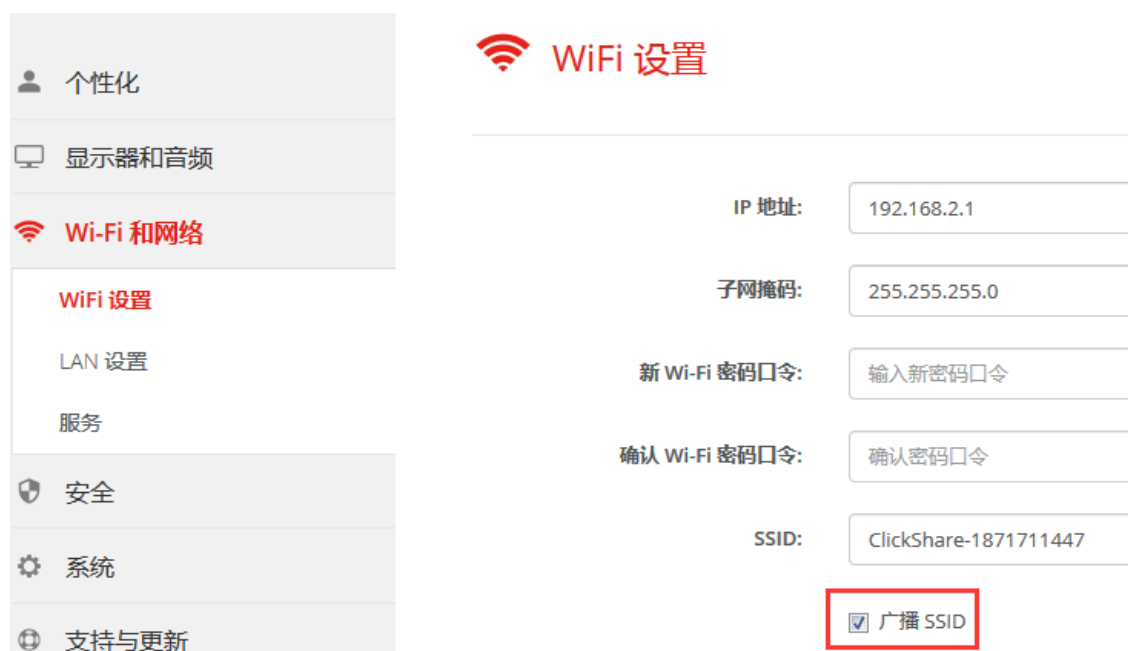 个性化
显示器和音频
Wi-Fi 和网络
WiFi 设置
LAN 设置
服务
安全
系统
支持与更新
WiFi 设置
IP 地址:
192.168.2.1
子网掩码:
255.255.255.0
新 Wi-Fi 密码口令:
输入新密码口令
确认 Wi-Fi 密码口令:
确认密码口令
SSID:
ClickShare-1871711447
广播 SSID